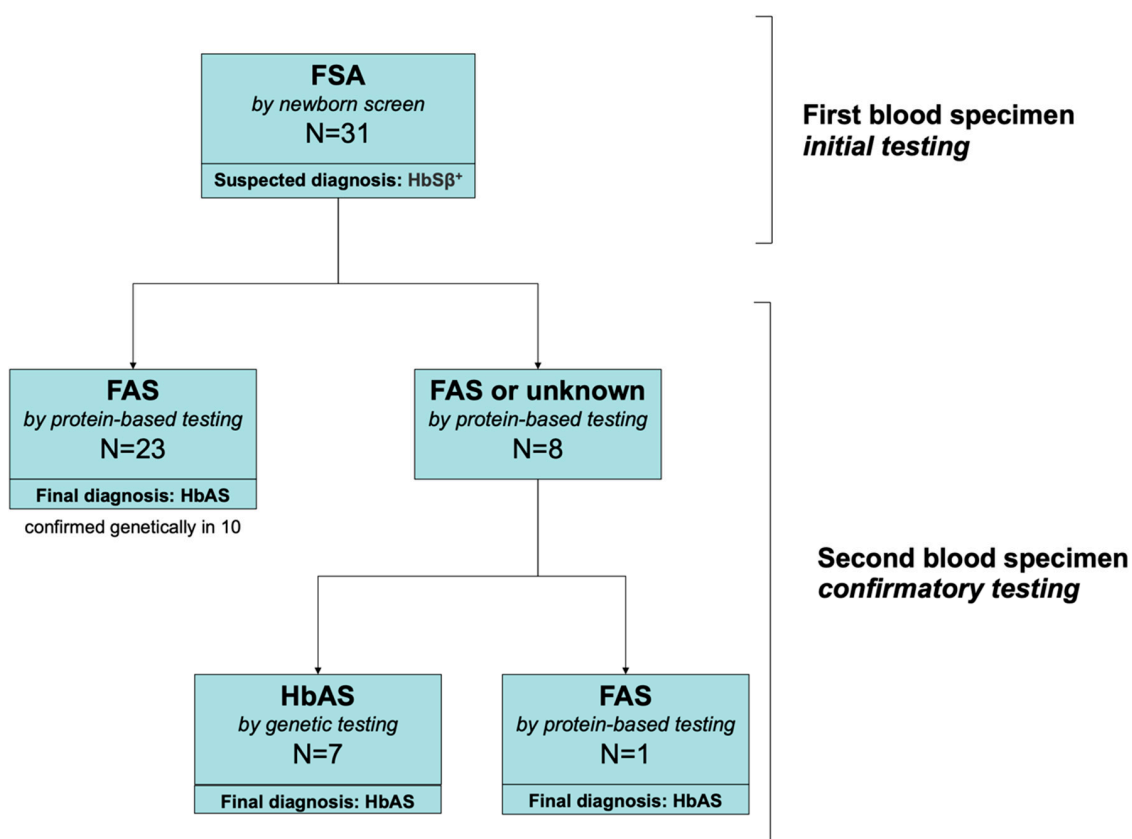 FSA
by newborn screen
N=31
Suspected diagnosis: HbSβ⁺
First blood specimen
initial testing
FAS
by protein-based testing
N=23
Final diagnosis: HbAS
confirmed genetically in 10
FAS or unknown
by protein-based testing
N=8
Second blood specimen
confirmatory testing
HbAS
by genetic testing
N=7
Final diagnosis: HbAS
FAS
by protein-based testing
N=1
Final diagnosis: HbAS